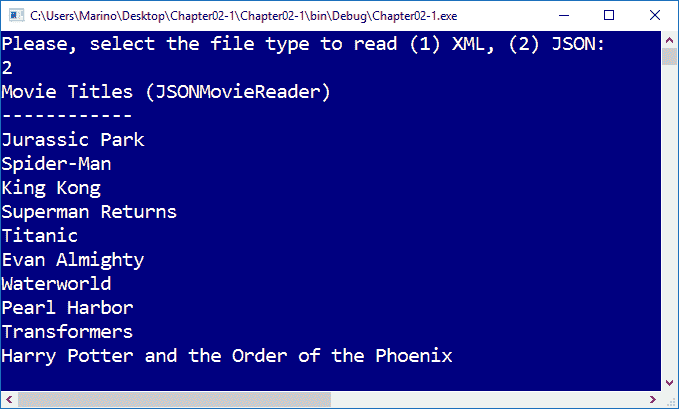 C:\Users\Marino\Desktop\Chapter02-1\Chapter02-1\bin\Debug\Chapter02-1.exe
Please, select the file type to read (1) XML, (2) JSON:
2
Movie Titles (JSONMovieReader)
------------
Jurassic Park
Spider-Man
King Kong
Superman Returns
Titanic
Evan Almighty
Waterworld
Pearl Harbor
Transformers
Harry Potter and the Order of the Phoenix